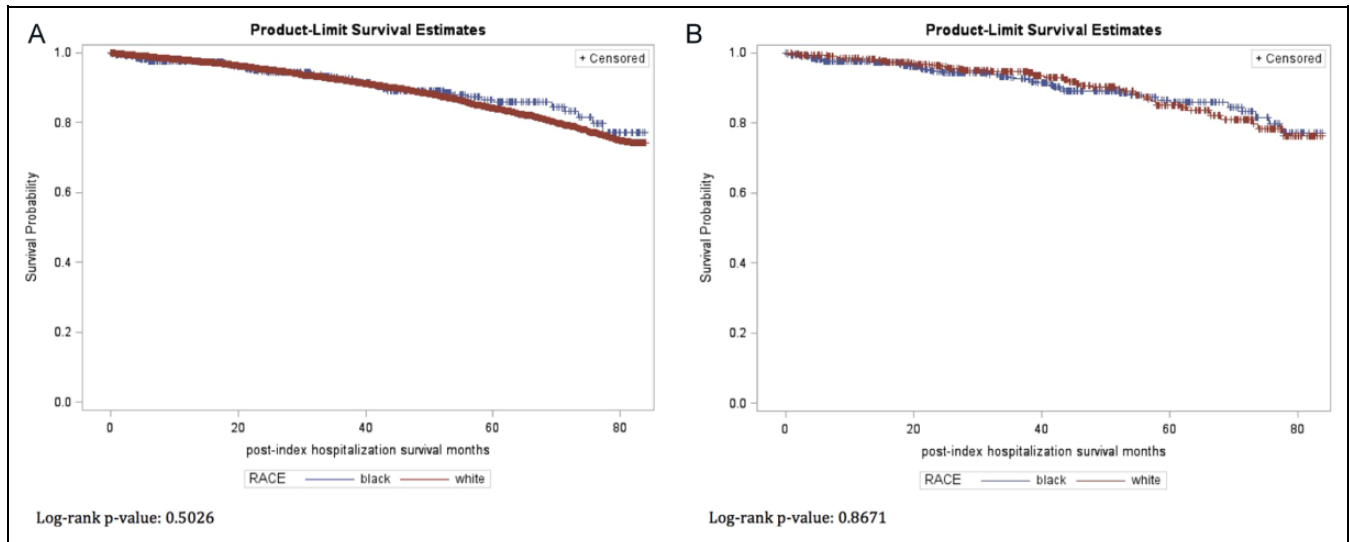 A
Product-Limit Survival Estimates
+ Censored
1.0
0.8
0.6
0.4
0.2
0.0
Survival Probability
0 20 40 60 80
post-index hospitalization survival months
RACE black white
Log-rank p-value: 0.5026
B
Product-Limit Survival Estimates
+ Censored
1.0
0.8
0.6
0.4
0.2
0.0
Survival Probability
0 20 40 60 80
post-index hospitalization survival months
RACE black white
Log-rank p-value: 0.8671